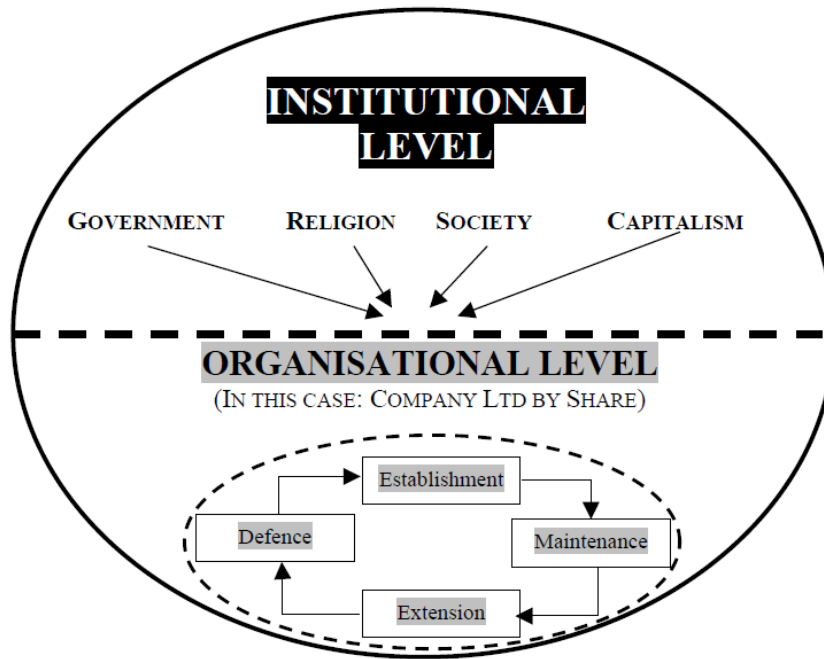 INSTITUTIONAL
LEVEL
GOVERNMENT RELIGION SOCIETY CAPITALISM
ORGANISATIONAL LEVEL
(IN THIS CASE: COMPANY LTD BY SHARE)
Establishment
Defence
Maintenance
Extension